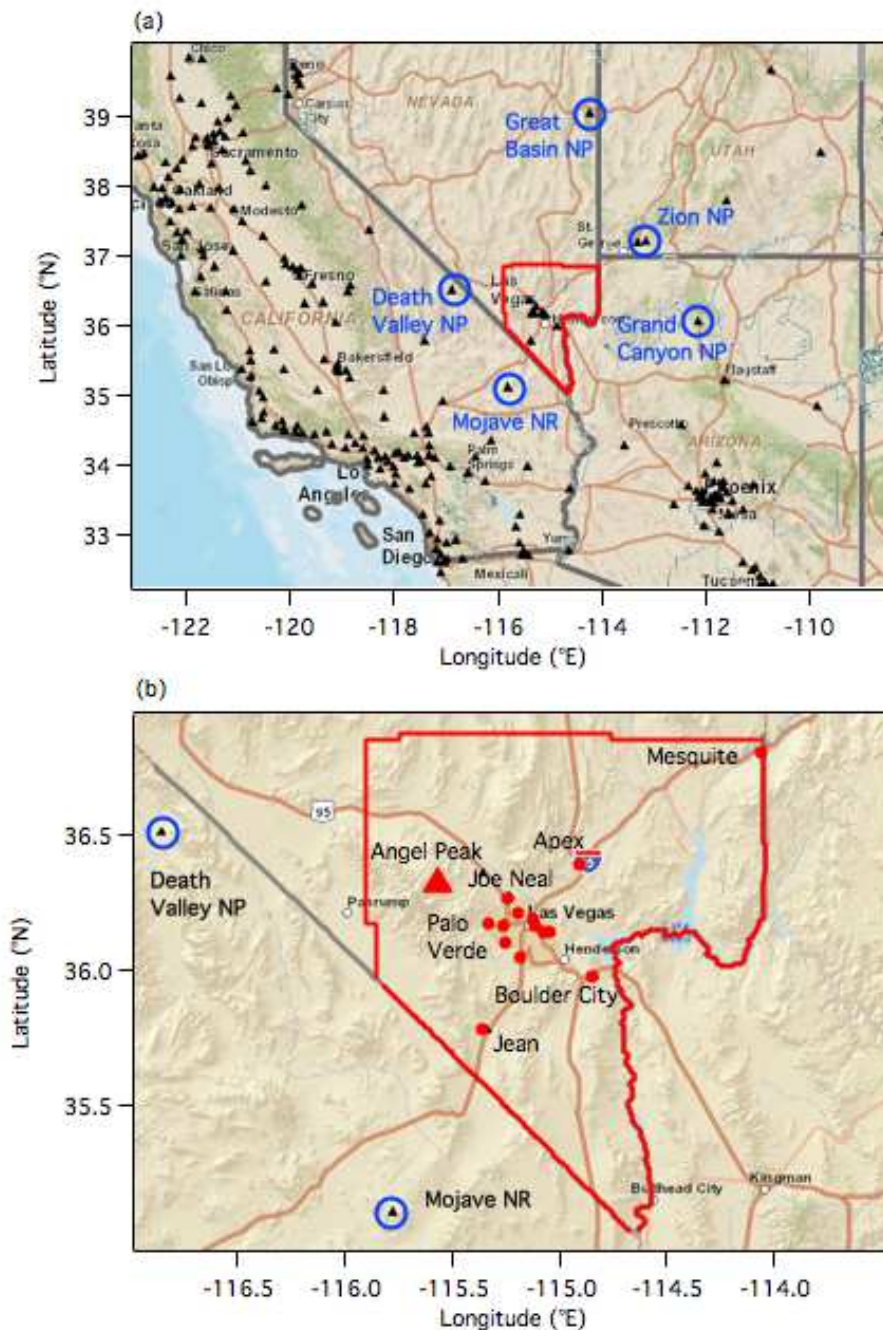 (a)
39
38
37
36
35
34
33
Latitude (°N)
Chico
NEVADA
Great
Basin NP
UTAH
City
Sacramento
Oakland
Modesto
Zion NP
St.
San Jose
Fresno
Death
Valley NP
Las
CALIFORNIA
Grand
Canyon NP
Bakersfield
San Lo
Obispo
Flagstaff
Mojave NR
Prescott
ARIZONA
Palm
Springs
Los
Angeles
Phoenix
San
Diego
Mexicali
-122
-120
-118
-116
-114
-112
-110
Longitude (°E)
(b)
36.5
36.0
35.5
Latitude (°N)
Mesquite
95
Apex
Angel Peak
Joe Neal
Death
Valley NP
Pahrump
Palo
Verde
Las Vegas
Henderson
Boulder City
Jean
Mojave NR
Bullhead City
Kingman
-116.5
-116.0
-115.5
-115.0
-114.5
-114.0
Longitude (°E)